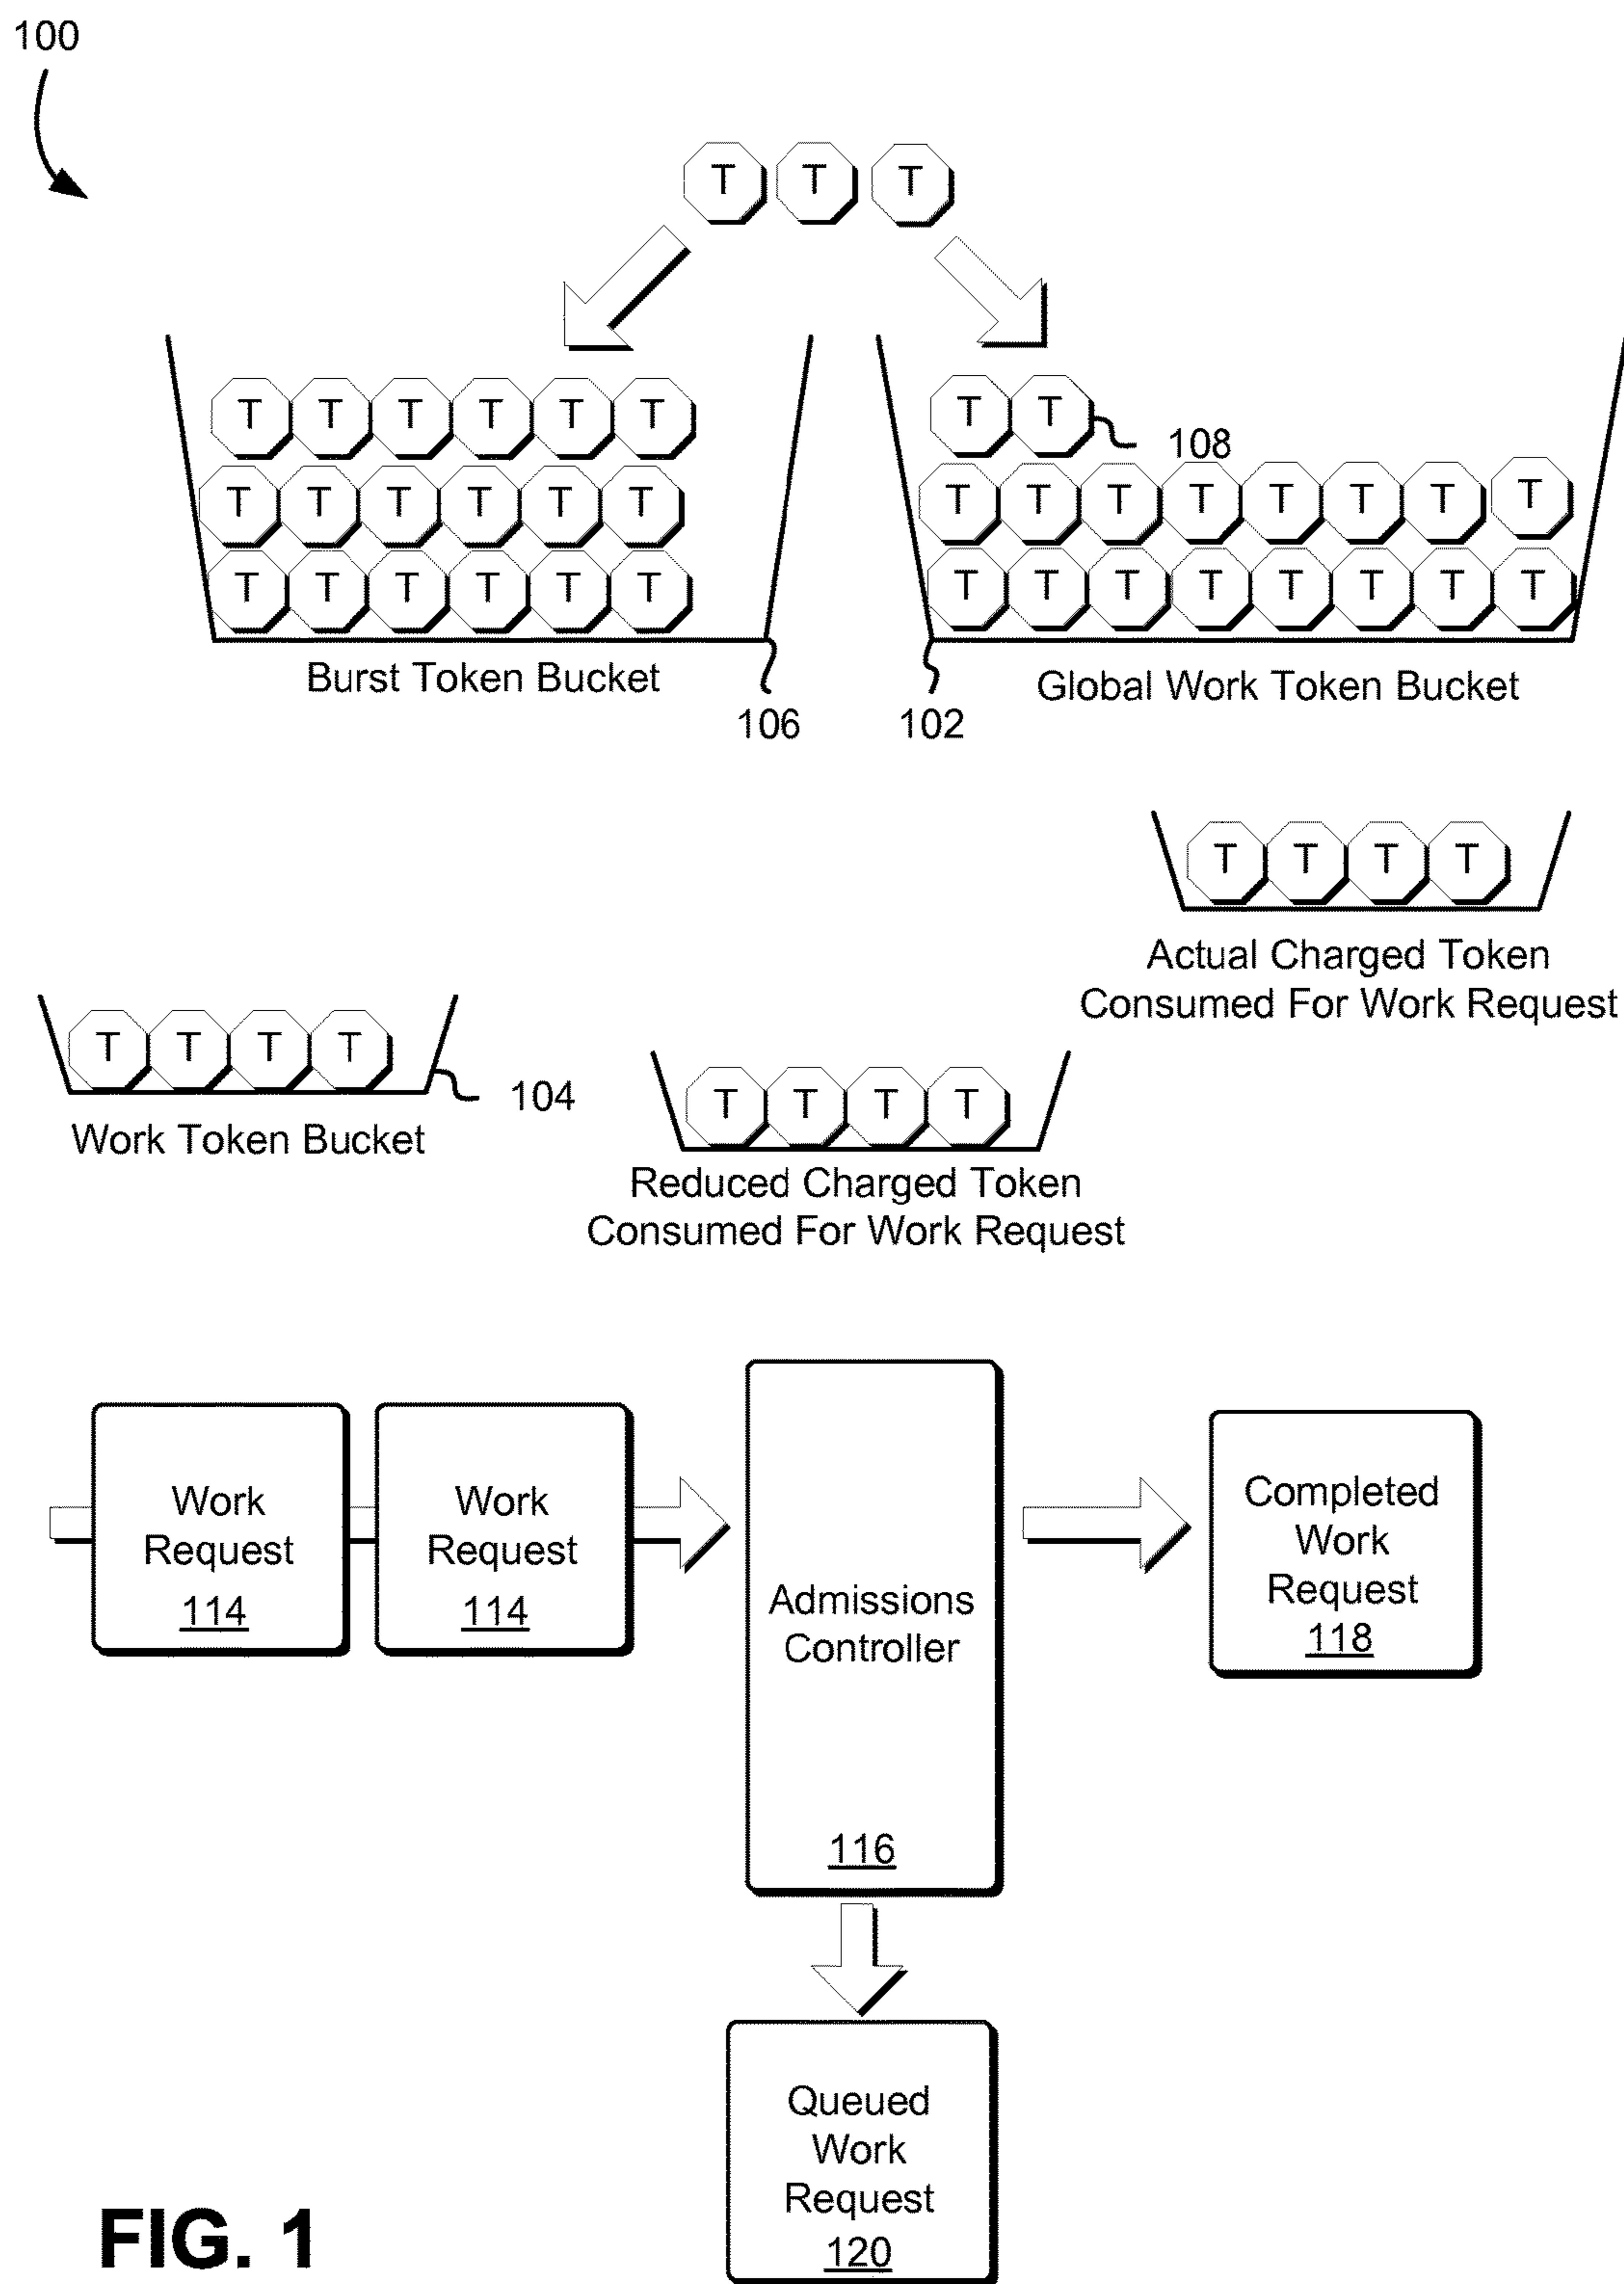 100
T T T
T T T T T T
T T
108
T T T T T T
T T T T T T T T
T T T T T T
T T T T T T T T
Burst Token Bucket
Global Work Token Bucket
106
102
T T T T
Actual Charged Token
Consumed For Work Request
T T T T
104
Work Token Bucket
T T T T
Reduced Charged Token
Consumed For Work Request
Work
Request
114
Work
Request
114
Admissions
Controller
116
Completed
Work
Request
118
Queued
Work
Request
120
FIG. 1